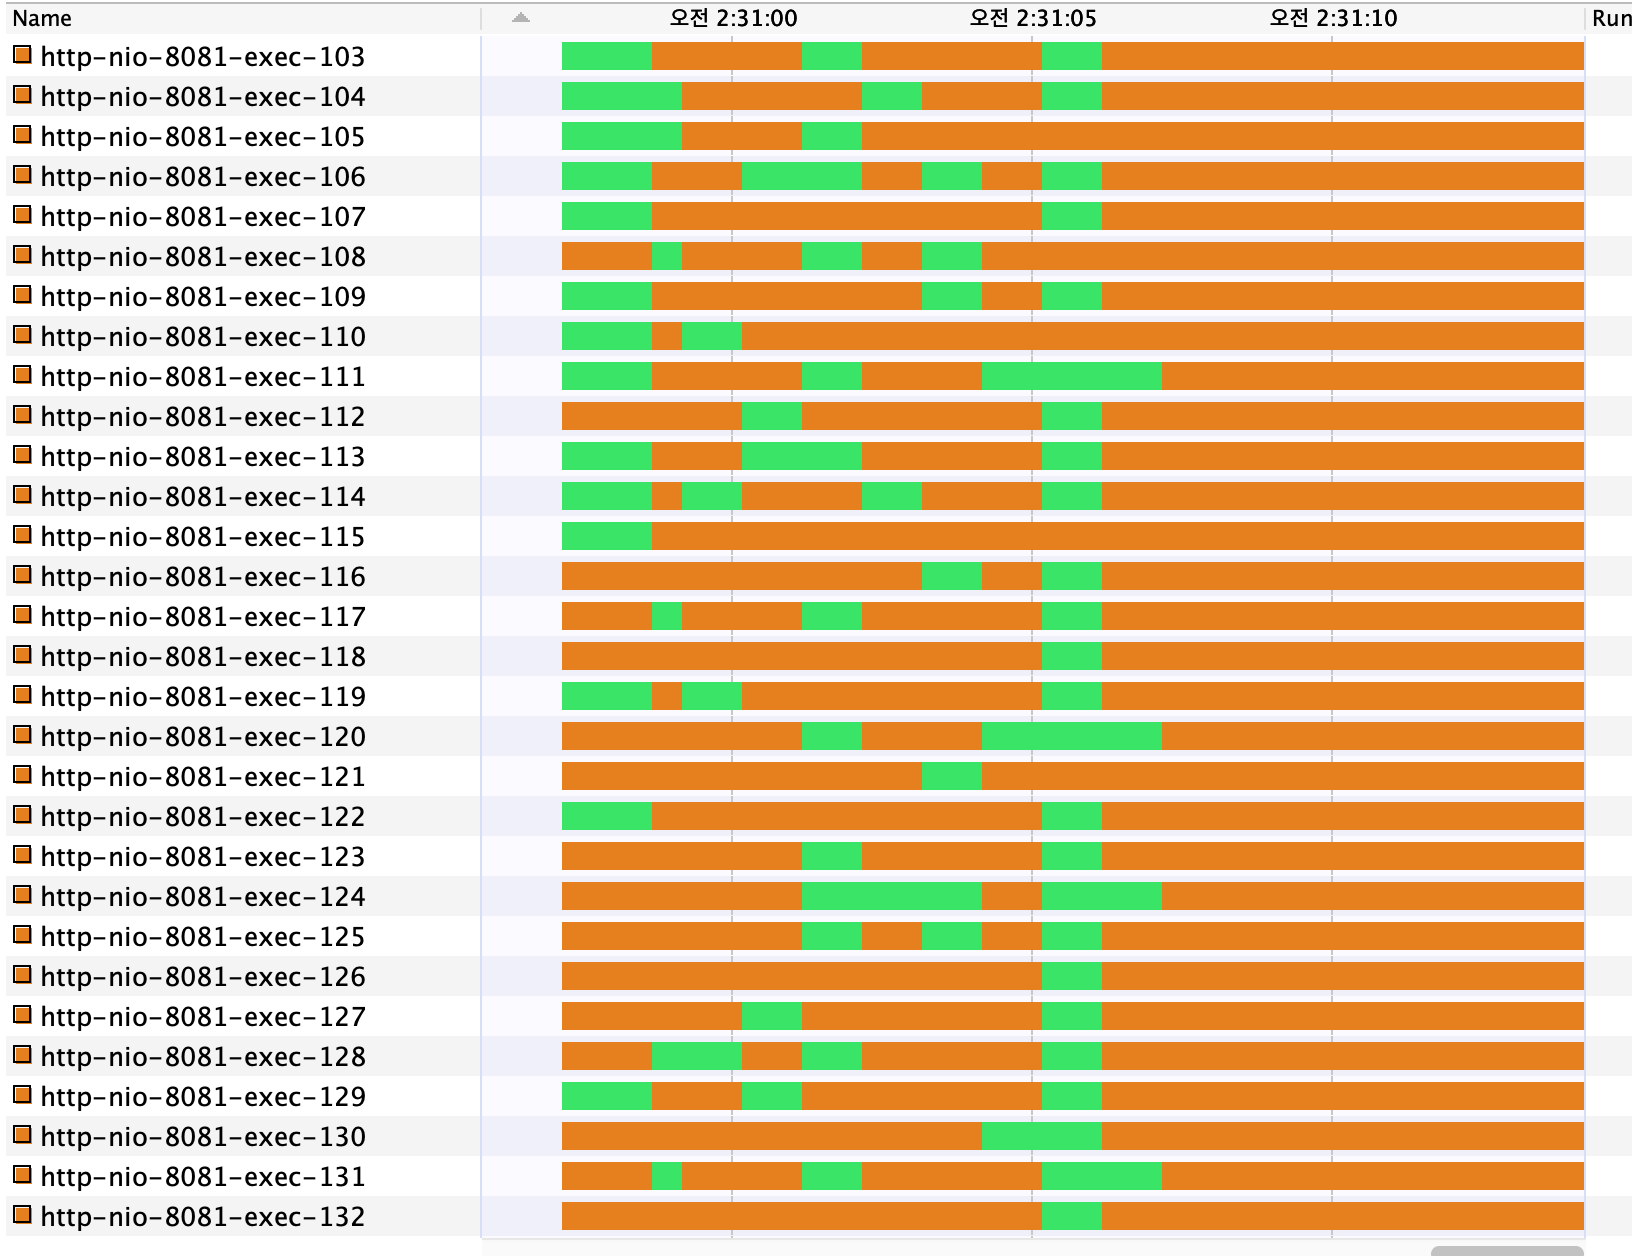 Name 오전 2:31:00 오전 2:31:05 오전 2:31:10 Run
http-nio-8081-exec-103
http-nio-8081-exec-104
http-nio-8081-exec-105
http-nio-8081-exec-106
http-nio-8081-exec-107
http-nio-8081-exec-108
http-nio-8081-exec-109
http-nio-8081-exec-110
http-nio-8081-exec-111
http-nio-8081-exec-112
http-nio-8081-exec-113
http-nio-8081-exec-114
http-nio-8081-exec-115
http-nio-8081-exec-116
http-nio-8081-exec-117
http-nio-8081-exec-118
http-nio-8081-exec-119
http-nio-8081-exec-120
http-nio-8081-exec-121
http-nio-8081-exec-122
http-nio-8081-exec-123
http-nio-8081-exec-124
http-nio-8081-exec-125
http-nio-8081-exec-126
http-nio-8081-exec-127
http-nio-8081-exec-128
http-nio-8081-exec-129
http-nio-8081-exec-130
http-nio-8081-exec-131
http-nio-8081-exec-132